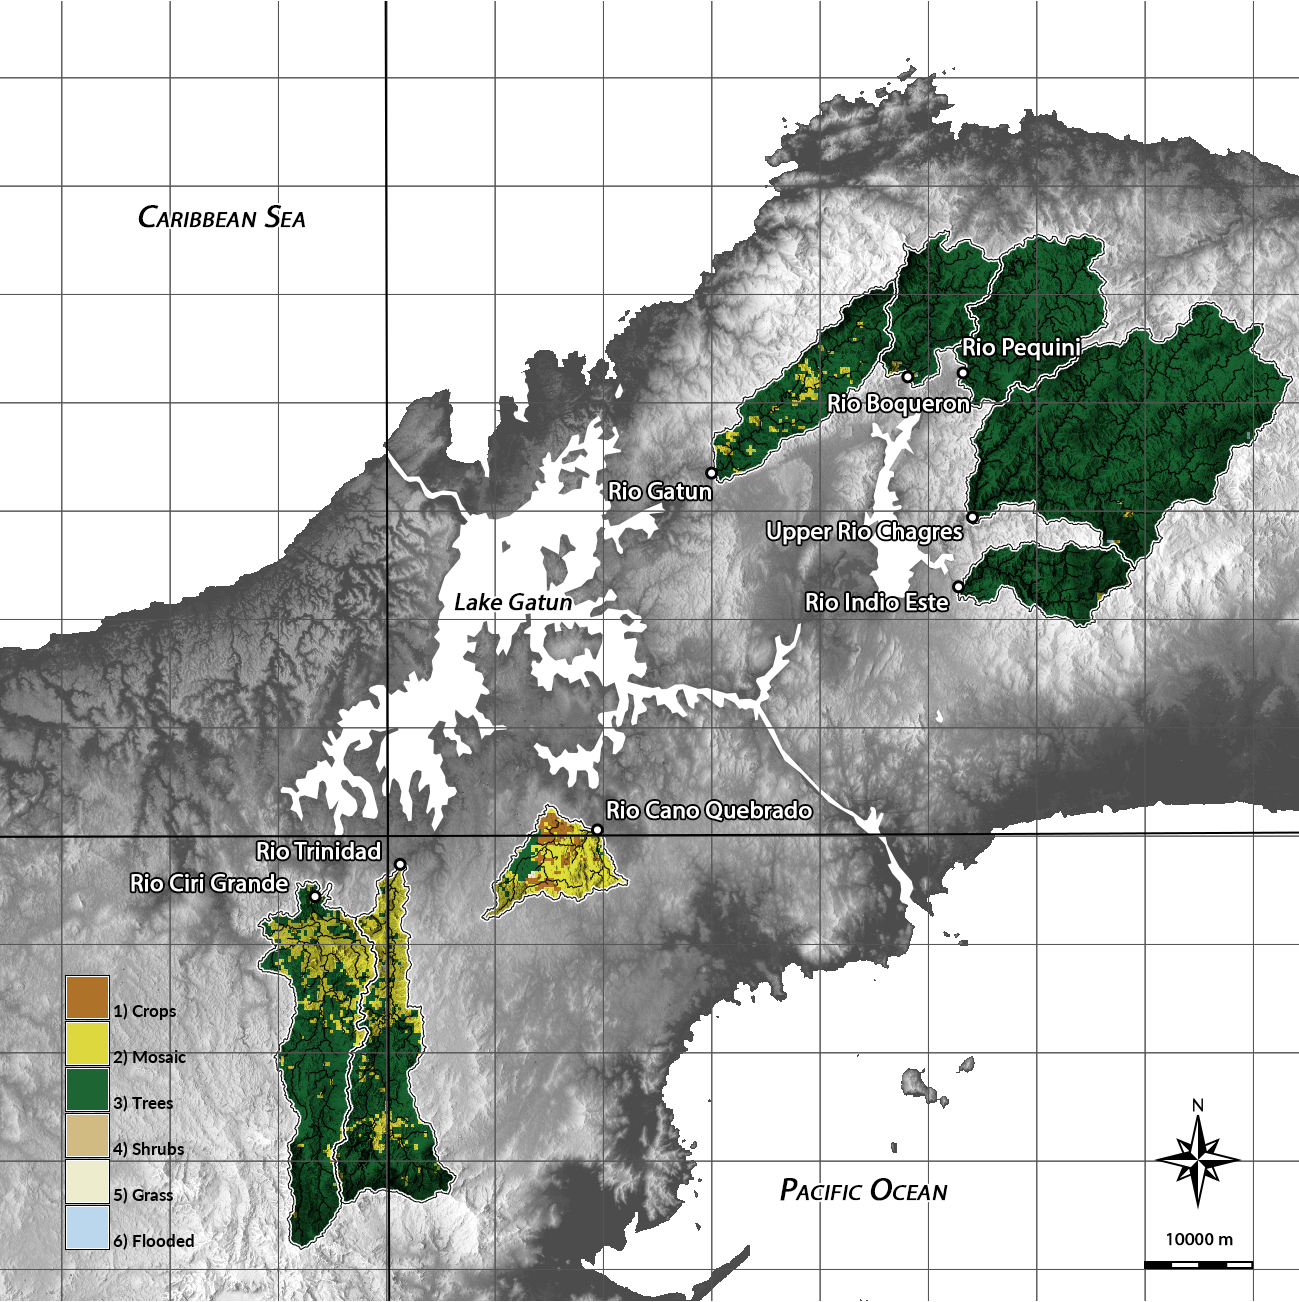 CARIBBEAN SEA
Rio Pequini
Rio Boqueron
Rio Gatun
Upper Rio Chagres
Lake Gatun
Rio Indio Este
Rio Cano Quebrado
Rio Trinidad
Rio Ciri Grande
1) Crops
2) Mosaic
3) Trees
4) Shrubs
5) Grass
6) Flooded
PACIFIC OCEAN
N
10000 m